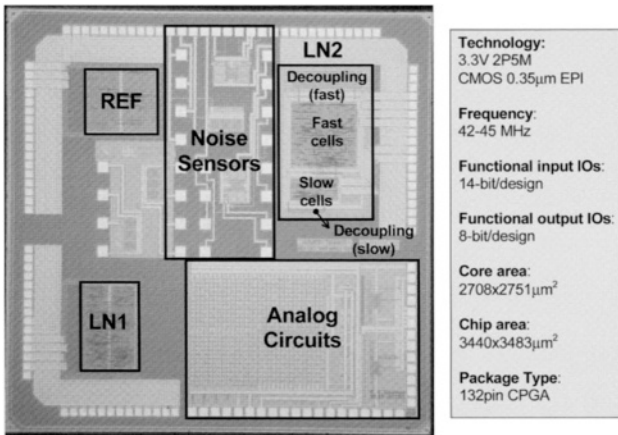 LN2
Decoupling
(fast)
REF
Noise
Sensors
Fast
cells
Slow
cells
Decoupling
(slow)
LN1
Analog
Circuits
Technology:
3.3V 2P5M
CMOS 0.35μm EPI
Frequency:
42-45 MHz
Functional input IOs:
14-bit/design
Functional output IOs:
8-bit/design
Core area:
2708x2751μm²
Chip area:
3440x3483μm²
Package Type:
132pin CPGA